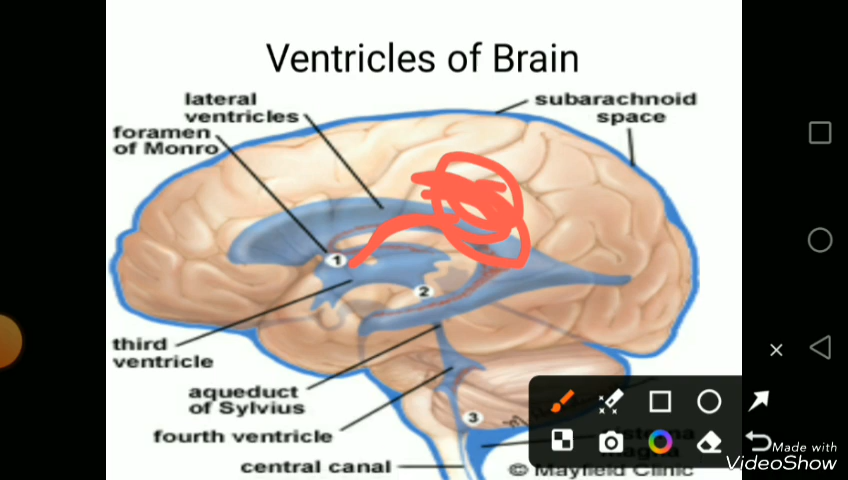 Ventricles of Brain
lateral
ventricles
subarachnoid
space
foramen
of Monro
1
2
third
ventricle
aqueduct
of Sylvius
3
fourth ventricle
central canal
© Mayfield Clinic
Made with
VideoShow